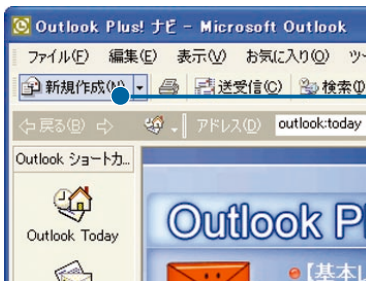 Outlook Plus! ナビ - Microsoft Outlook
ファイル(F) 編集(E) 表示(V) お気に入り(O)
新規作成(N) 送受信(C) 検索(I)
戻る(B) アドレス(D) outlook:today
Outlook ショートカ...
Outlook Today
Outlook Pl
【基本